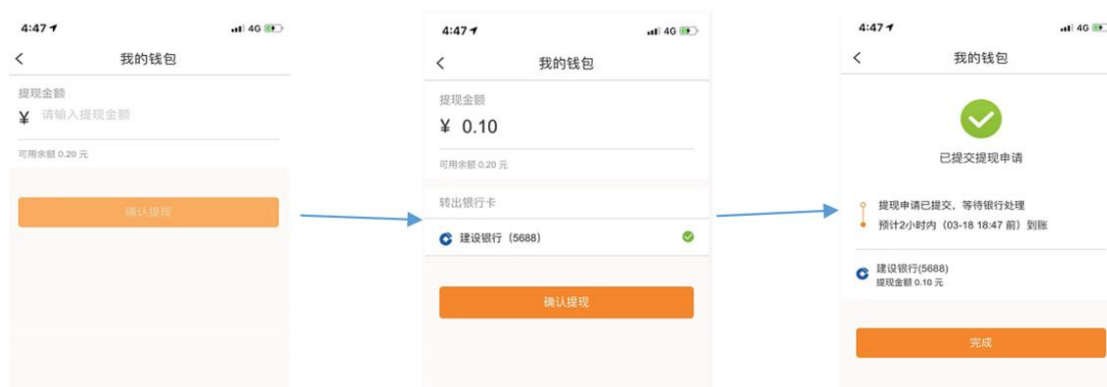 4:47
4G
我的钱包
提现金额
¥ 请输入提现金额
可用余额 0.20 元
确认提现
4:47
4G
我的钱包
提现金额
¥ 0.10
可用余额 0.20 元
转出银行卡
建设银行（5688）
确认提现
4:47
4G
我的钱包
已提交提现申请
提现申请已提交，等待银行处理
预计2小时内（03-18 18:47 前）到账
建设银行(5688)
提现金额 0.10 元
完成